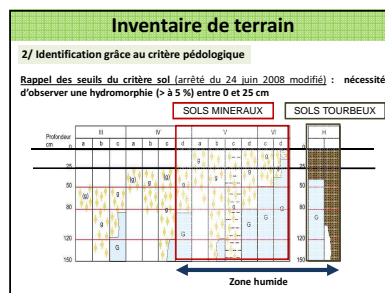 Inventaire de terrain
2/ Identification grâce au critère pédologique
Rappel des seuils du critère sol (arrêté du 24 juin 2008 modifié) : nécessité
d’observer une hydromorphie (> à 5 %) entre 0 et 25 cm
SOLS MINERAUX SOLS TOURBEUX
Profondeur III IV V VI H
cm a b c a b c d a b c d c d
0
25
50
80
120
150
(g) (g) (g) g g g g g g g
G G G G G G
Zone humide